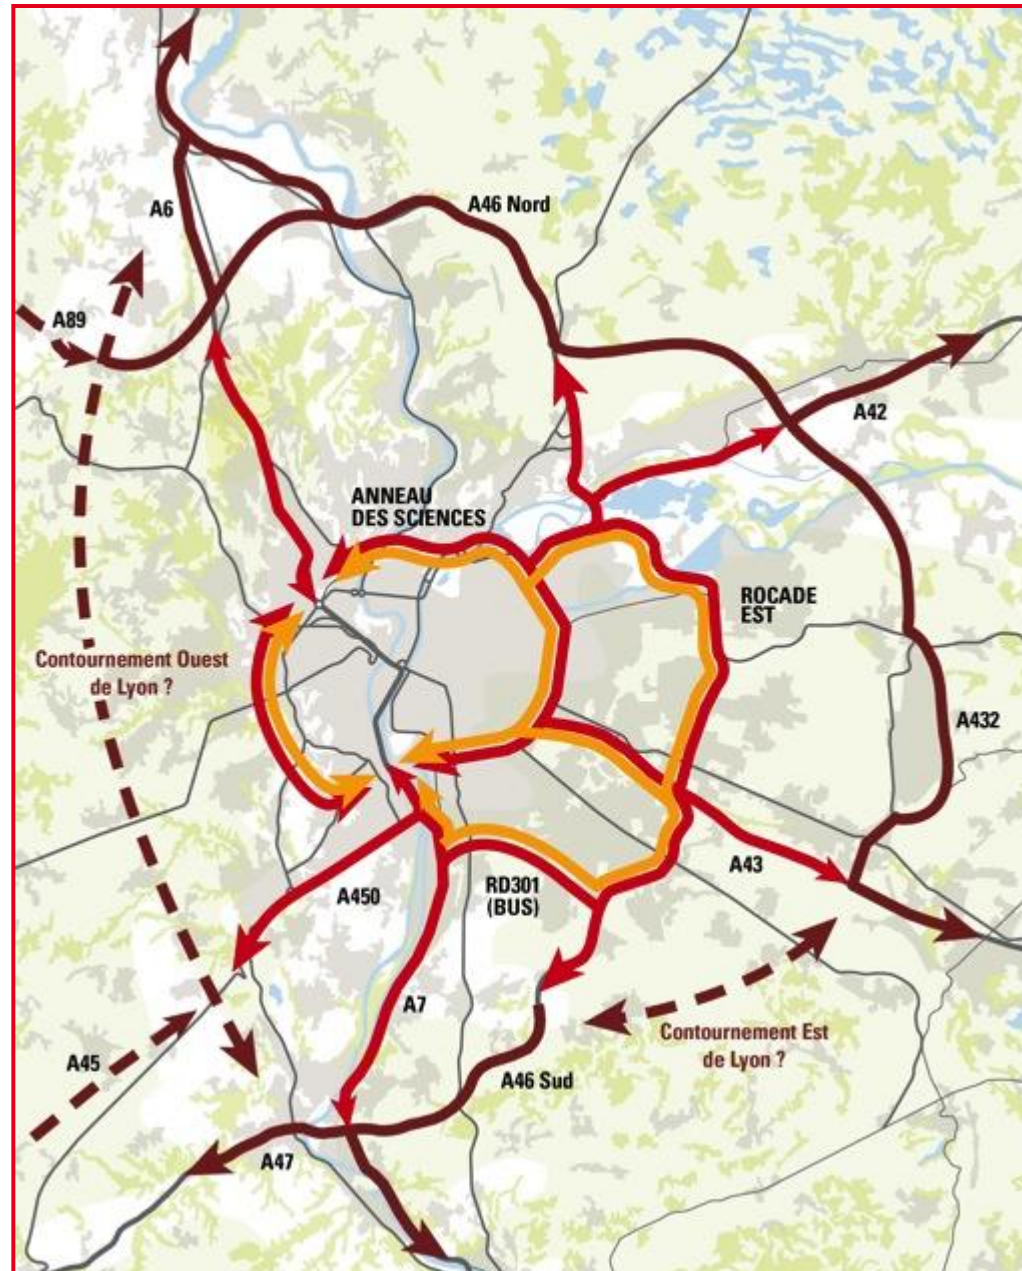 A6
A46 Nord
A89
A42
ANNEAU
DES SCIENCES
ROCADE
EST
Contournement Ouest
de Lyon ?
A432
A43
A450
RD301
(BUS)
A7
Contournement Est
de Lyon ?
A45
A46 Sud
A47